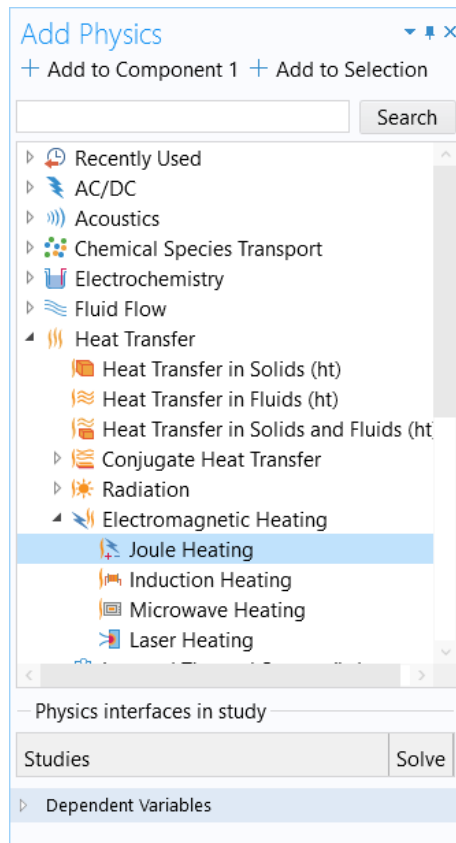 Add Physics
+ Add to Component 1 + Add to Selection
Search
Recently Used
AC/DC
Acoustics
Chemical Species Transport
Electrochemistry
Fluid Flow
Heat Transfer
Heat Transfer in Solids (ht)
Heat Transfer in Fluids (ht)
Heat Transfer in Solids and Fluids (ht
Conjugate Heat Transfer
Radiation
Electromagnetic Heating
Joule Heating
Induction Heating
Microwave Heating
Laser Heating
Physics interfaces in study
Studies Solve
Dependent Variables